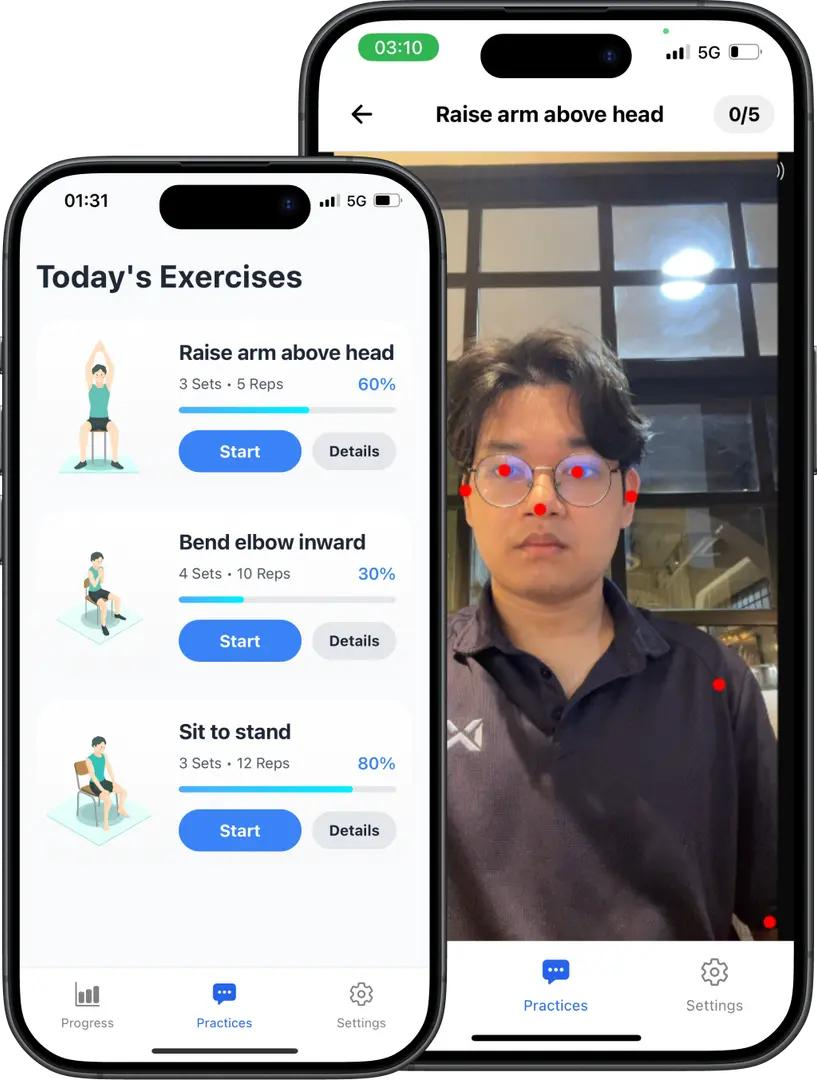 03:10
5G
Raise arm above head
0/5
Practices
Settings
01:31
5G
Today's Exercises
Raise arm above head
3 Sets • 5 Reps
60%
Start
Details
Bend elbow inward
4 Sets • 10 Reps
30%
Start
Details
Sit to stand
3 Sets • 12 Reps
80%
Start
Details
Progress
Practices
Settings